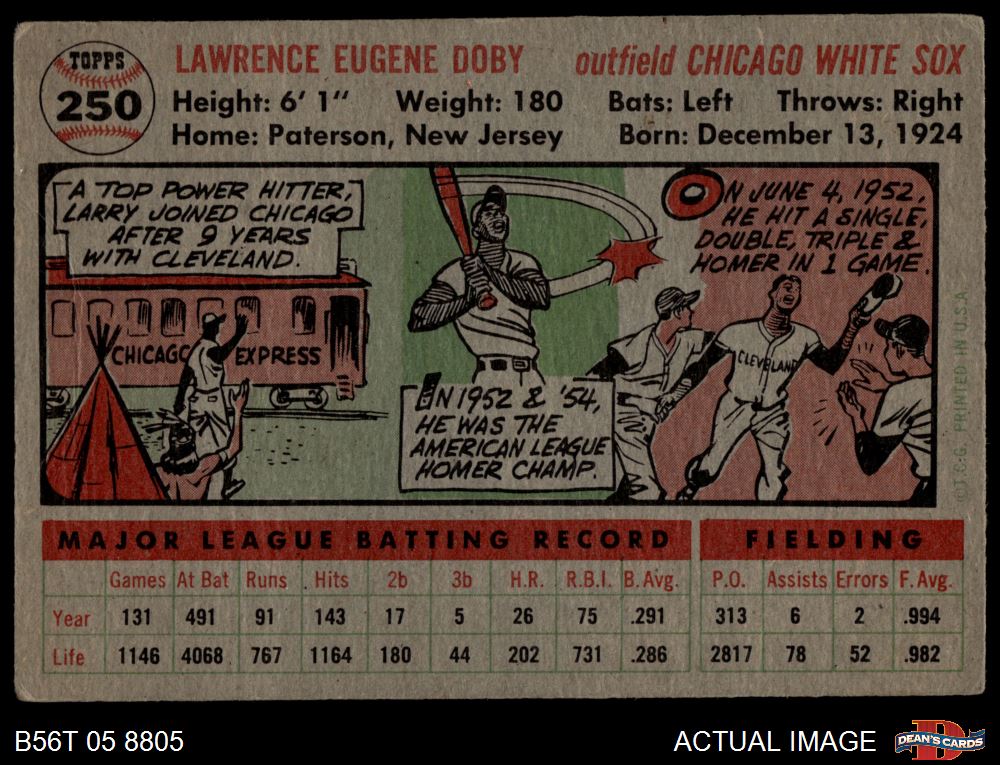 TOPPS
250
LAWRENCE EUGENE DOBY outfield CHICAGO WHITE SOX
Height: 6' 1" Weight: 180 Bats: Left Throws: Right
Home: Paterson, New Jersey Born: December 13, 1924
A TOP POWER HITTER,
LARRY JOINED CHICAGO
AFTER 9 YEARS
WITH CLEVELAND.
CHICAGO EXPRESS
IN 1952 & '54,
HE WAS THE
AMERICAN LEAGUE
HOMER CHAMP.
ON JUNE 4, 1952,
HE HIT A SINGLE,
DOUBLE, TRIPLE &
HOMER IN 1 GAME.
CLEVELAND
©T.C.G. PRINTED IN U.S.A.
MAJOR LEAGUE BATTING RECORD FIELDING
Games At Bat Runs Hits 2b 3b H.R. R.B.I. B. Avg. P.O. Assists Errors F. Avg.
Year 131 491 91 143 17 5 26 75 .291 313 6 2 .994
Life 1146 4068 767 1164 180 44 202 731 .286 2817 78 52 .982
B56T 05 8805 ACTUAL IMAGE DEAN'S CARDS